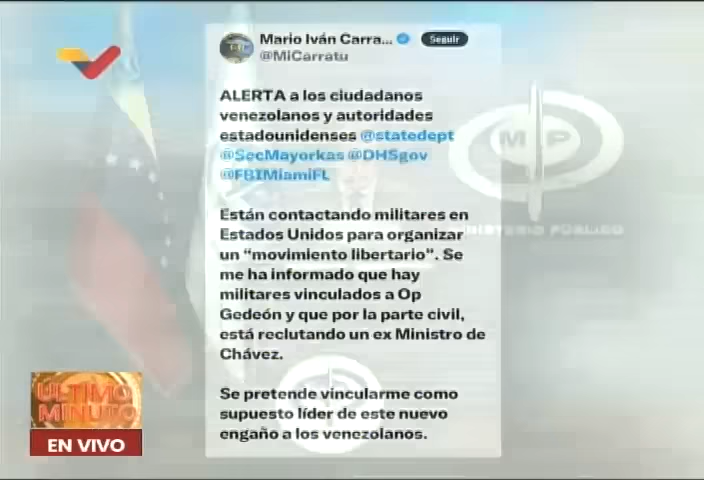 Mario Iván Carra...
Seguir
@MiCarratu
ALERTA a los ciudadanos
venezolanos y autoridades
estadounidenses @statedept
@SecMayorkas @DHSgov
@FBIMiamiFL
Están contactando militares en
Estados Unidos para organizar
un “movimiento libertario”. Se
me ha informado que hay
militares vinculados a Op
Gedeón y que por la parte civil,
está reclutando un ex Ministro de
Chávez.
Se pretende vincularme como
supuesto líder de este nuevo
engaño a los venezolanos.
MP
MINISTERIO PÚBLICO
ÚLTIMO
MINUTO
EN VIVO